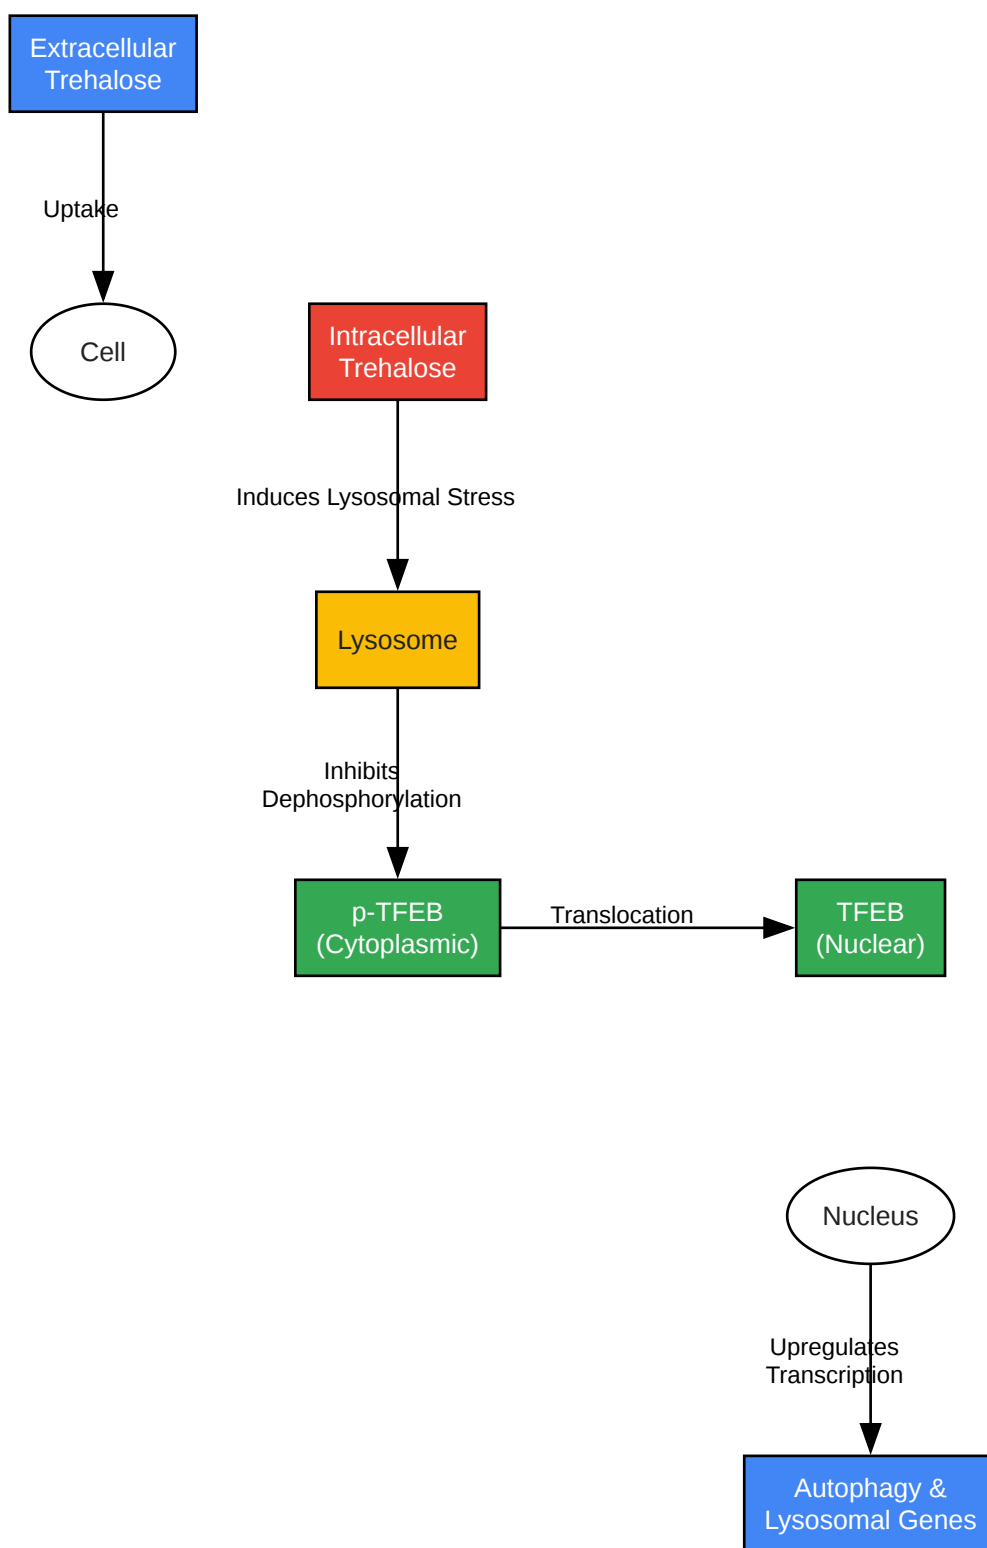 Extracellular
Trehalose
Uptake
Cell
Intracellular
Trehalose
Induces Lysosomal Stress
Lysosome
Inhibits
Dephosphorylation
p-TFEB
(Cytoplasmic)
Translocation
TFEB
(Nuclear)
Nucleus
Upregulates
Transcription
Autophagy &
Lysosomal Genes